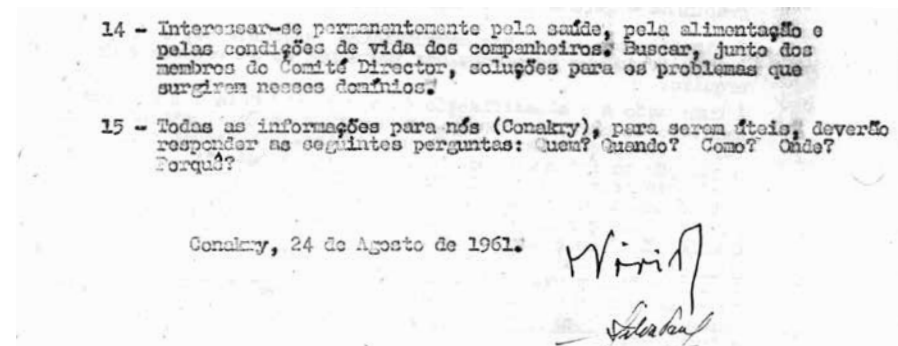 14 - Interessar-se permanentemente pela saúde, pela alimentação e
pelas condições de vida dos companheiros. Buscar, junto dos
membros do Comité Director, soluções para os problemas que
surgirem nesses domínios.
15 - Todas as informações para nós (Conakry), para serem úteis, deverão
responder as seguintes perguntas: Quem? Quando? Como? Onde?
Porquê?
Conakry, 24 de Agosto de 1961.